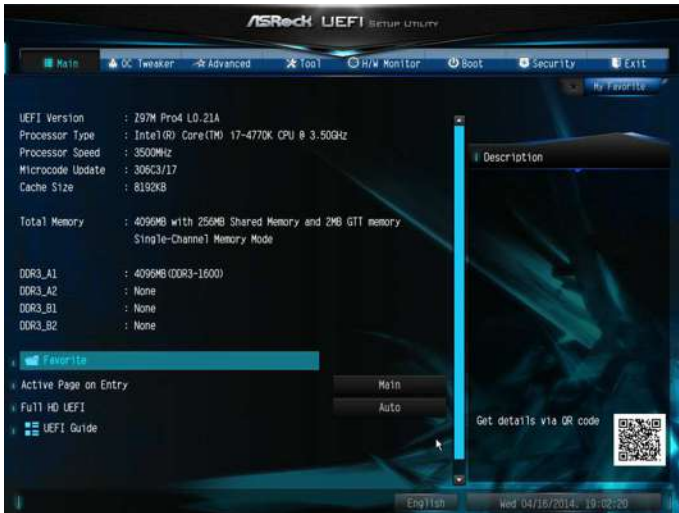 ASRock UEFI SETUP UTILITY
Main OC Tweaker Advanced Tool H/W Monitor Boot Security Exit
My Favorite
UEFI Version : Z97M Pro4 L0.21A
Processor Type : Intel(R) Core(TM) i7-4770K CPU @ 3.50GHz
Processor Speed : 3500MHz
Microcode Update : 306C3/17
Cache Size : 8192KB
Total Memory : 4096MB with 256MB Shared Memory and 2MB GTT memory
Single-Channel Memory Mode
DDR3_A1 : 4096MB(DDR3-1600)
DDR3_A2 : None
DDR3_B1 : None
DDR3_B2 : None
Favorite
Active Page on Entry Main
Full HD UEFI Auto
UEFI Guide
Description
Get details via QR code
English Wed 04/16/2014. 19:02:20